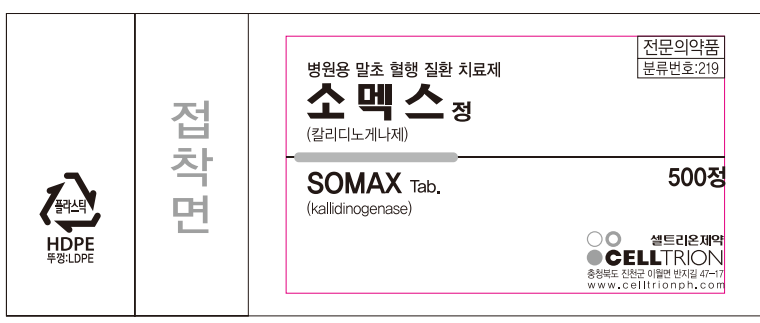 플라스틱
HDPE
뚜껑:LDPE
접착면
전문의약품
분류번호:219
병원용 말초 혈행 질환 치료제
소멕스정
(칼리디노게나제)
SOMAX Tab.
(kallidinogenase)
500정
셀트리온제약
CELLTRION
충청북도 진천군 이월면 반지길 47-17
www.celltrionph.com